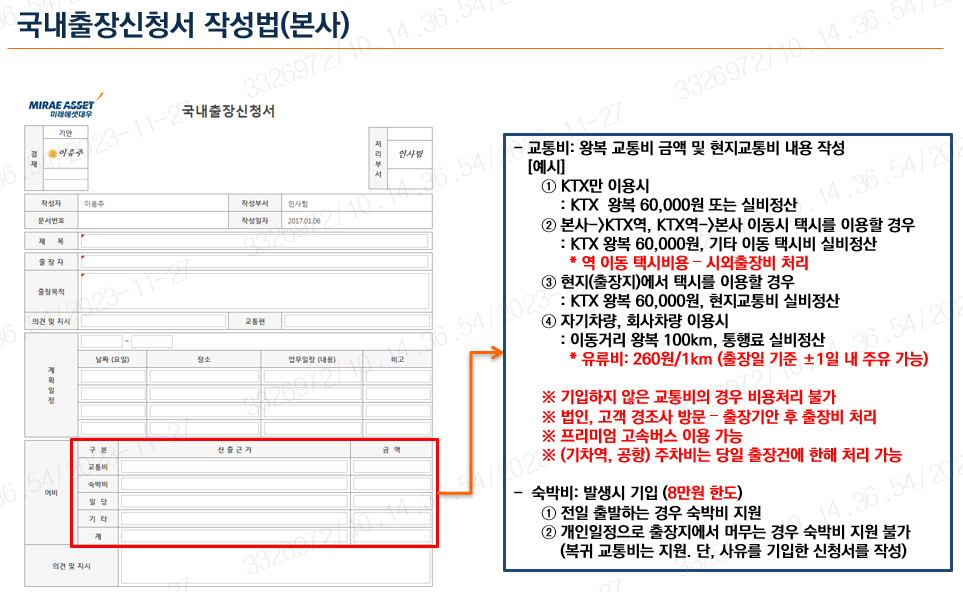 국내출장신청서 작성법(본사)
MIRAE ASSET
미래에셋대우
국내출장신청서
결재
기안
이용주
처리부서
인사팀
작성자 이용주 작성부서 인사팀
문서번호 작성일자 2017.01.06
제 목
출장자
출장목적
의견 및 지시 교통편
계획일정
~
날짜 (요일) 장소 업무일정 (내용) 비고
여비
구 분 산 출 근 거 금 액
교통비
숙박비
일 당
기 타
계
의견 및 지시
- 교통비: 왕복 교통비 금액 및 현지교통비 내용 작성
[예시]
① KTX만 이용시
: KTX 왕복 60,000원 또는 실비정산
② 본사->KTX역, KTX역->본사 이동시 택시를 이용할 경우
: KTX 왕복 60,000원, 기타 이동 택시비 실비정산
* 역 이동 택시비용 – 시외출장비 처리
③ 현지(출장지)에서 택시를 이용할 경우
: KTX 왕복 60,000원, 현지교통비 실비정산
④ 자기차량, 회사차량 이용시
: 이동거리 왕복 100km, 통행료 실비정산
* 유류비: 260원/1km (출장일 기준 ±1일 내 주유 가능)
※ 기입하지 않은 교통비의 경우 비용처리 불가
※ 법인, 고객 경조사 방문 – 출장기안 후 출장비 처리
※ 프리미엄 고속버스 이용 가능
※ (기차역, 공항) 주차비는 당일 출장건에 한해 처리 가능
- 숙박비: 발생시 기입 (8만원 한도)
① 전일 출발하는 경우 숙박비 지원
② 개인일정으로 출장지에서 머무는 경우 숙박비 지원 불가
(복귀 교통비는 지원. 단, 사유를 기입한 신청서를 작성)
3326972/10.14.36.54/2023-11-27